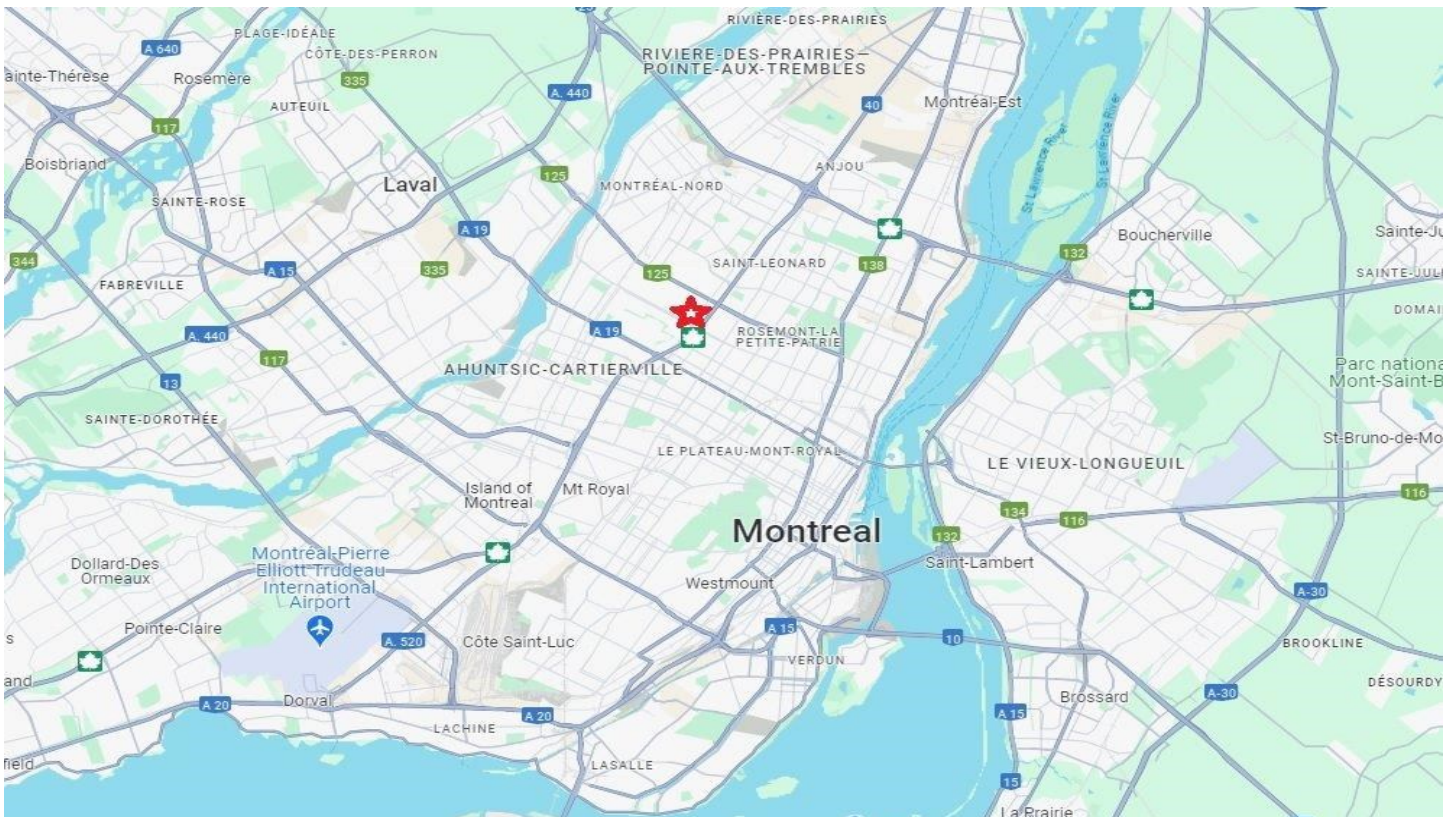 RIVIÈRE-DES-PRAIRIES
PLAGE-IDÉALE
A 640
CÔTE-DES-PERRON
RIVIERE-DES-PRAIRIES–
POINTE-AUX-TREMBLES
ainte-Thérèse
Rosemère
335
A. 440
40
Montréal-Est
AUTEUIL
117
St Lawrence River
St Lawrence River
Boisbriand
Laval
125
MONTRÉAL-NORD
ANJOU
SAINTE-ROSE
A 19
Boucherville
Sainte-Ju
344
A 15
335
125
SAINT-LEONARD
138
132
SAINTE-JULI
FABREVILLE
A. 440
A 19
ROSEMONT-LA
PETITE-PATRIE
DOMAI
117
13
AHUNTSIC-CARTIERVILLE
Parc nationa
Mont-Saint-B
SAINTE-DOROTHÉE
LE PLATEAU-MONT-ROYAL
LE VIEUX-LONGUEUIL
St-Bruno-de-Mo
Island of
Montreal
Mt Royal
116
134
116
Montreal
132
Montréal-Pierre
Elliott Trudeau
International
Airport
Dollard-Des
Ormeaux
Westmount
Saint-Lambert
A-30
Pointe-Claire
A. 520
Côte Saint-Luc
A 15
10
BROOKLINE
s
VERDUN
and
A-30
DÉSOURDY
A 20
Dorval
A 20
Brossard
LACHINE
A 15
field
LASALLE
15
La Prairie